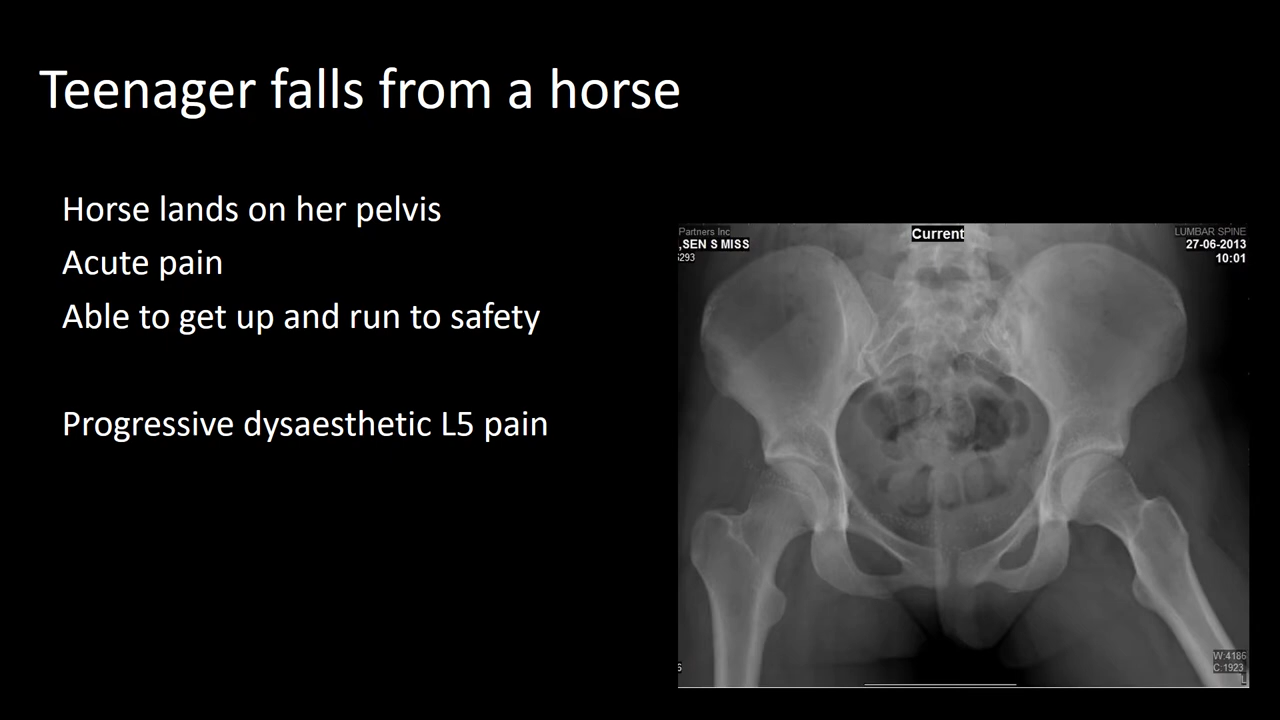 Teenager falls from a horse
Horse lands on her pelvis
Acute pain
Able to get up and run to safety
Progressive dysaesthetic L5 pain
Partners Inc
Current
LUMBAR SPINE
,SEN S MISS
27-06-2013
293
10:01
W:4186
C:1923
L